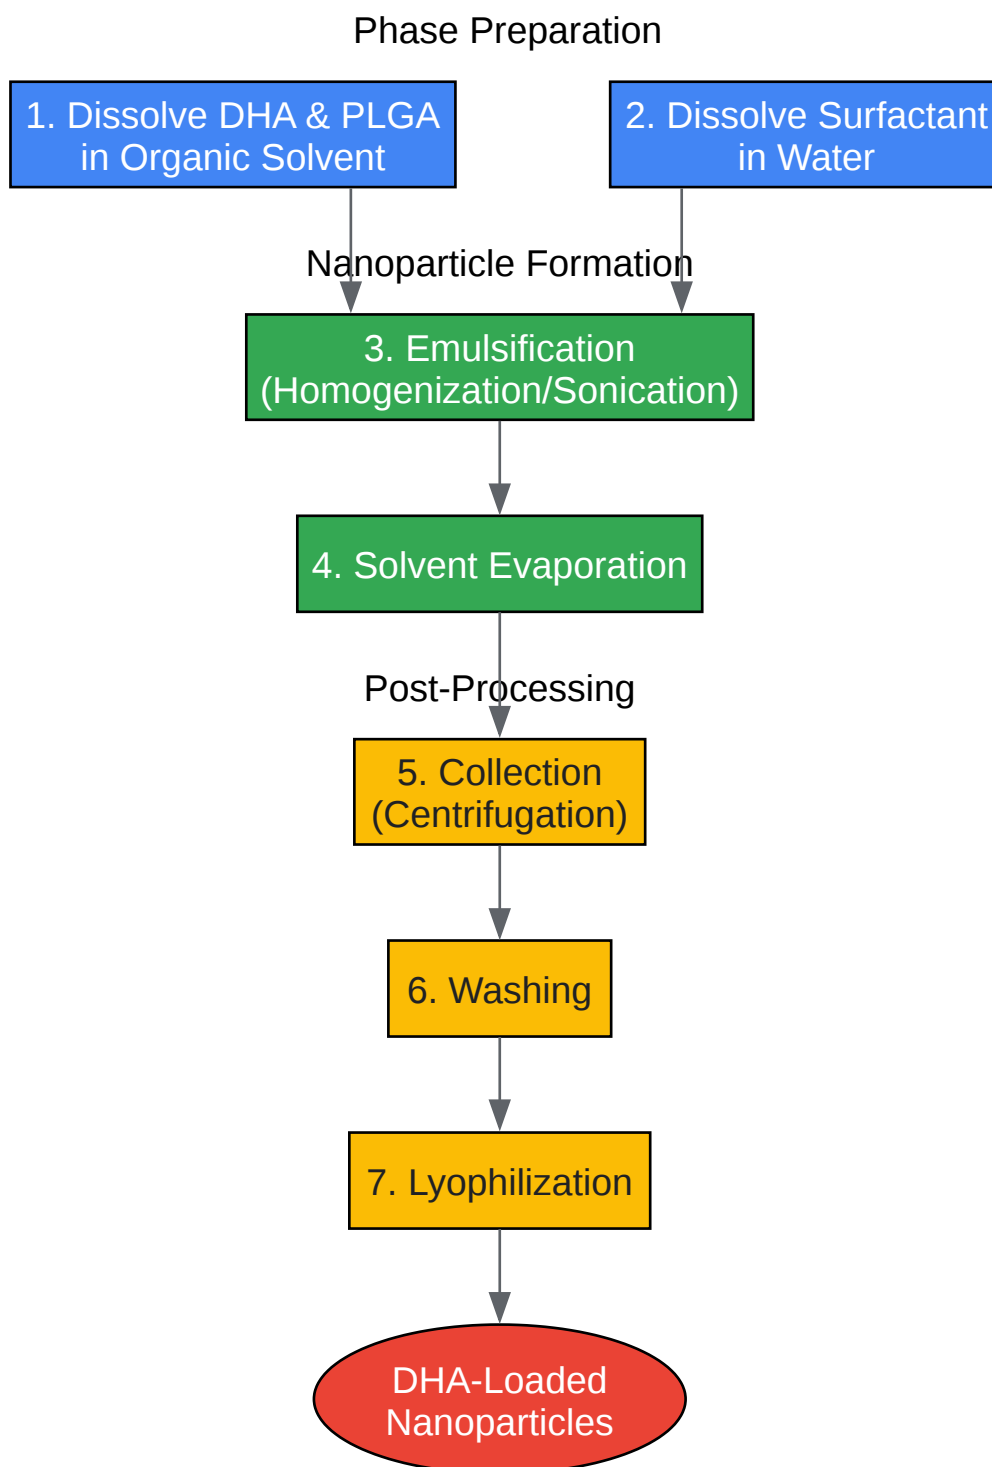 Phase Preparation
1. Dissolve DHA & PLGA
in Organic Solvent
2. Dissolve Surfactant
in Water
Nanoparticle Formation
3. Emulsification
(Homogenization/Sonication)
4. Solvent Evaporation
Post-Processing
5. Collection
(Centrifugation)
6. Washing
7. Lyophilization
DHA-Loaded
Nanoparticles